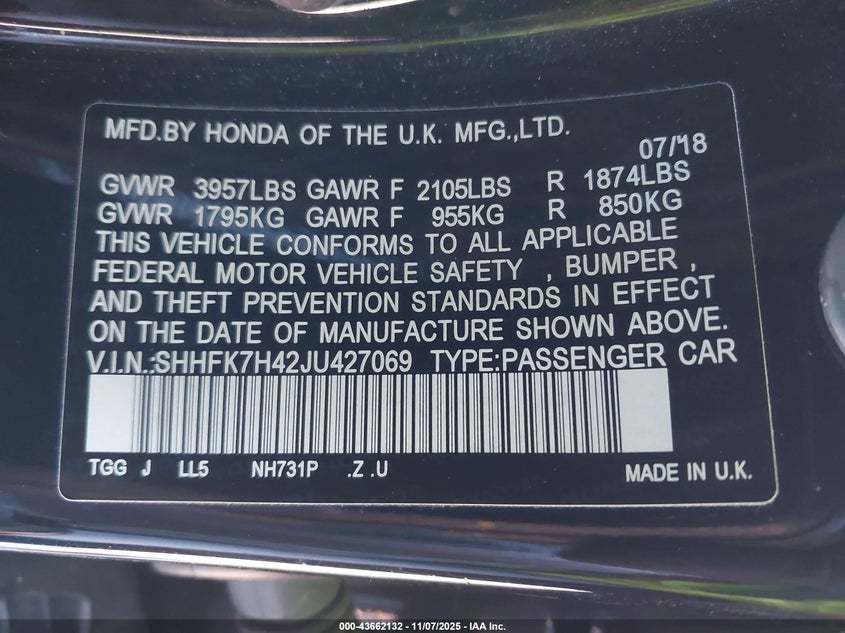 MFD.BY HONDA OF THE U.K. MFG.,LTD.
07/18
GVWR 3957LBS GAWR F 2105LBS R 1874LBS
GVWR 1795KG GAWR F 955KG R 850KG
THIS VEHICLE CONFORMS TO ALL APPLICABLE
FEDERAL MOTOR VEHICLE SAFETY , BUMPER ,
AND THEFT PREVENTION STANDARDS IN EFFECT
ON THE DATE OF MANUFACTURE SHOWN ABOVE.
V.I.N.:SHHFK7H42JU427069 TYPE:PASSENGER CAR
TGG J LL5 NH731P .Z .U MADE IN U.K.
000-43662132 - 11/07/2025 - IAA Inc.